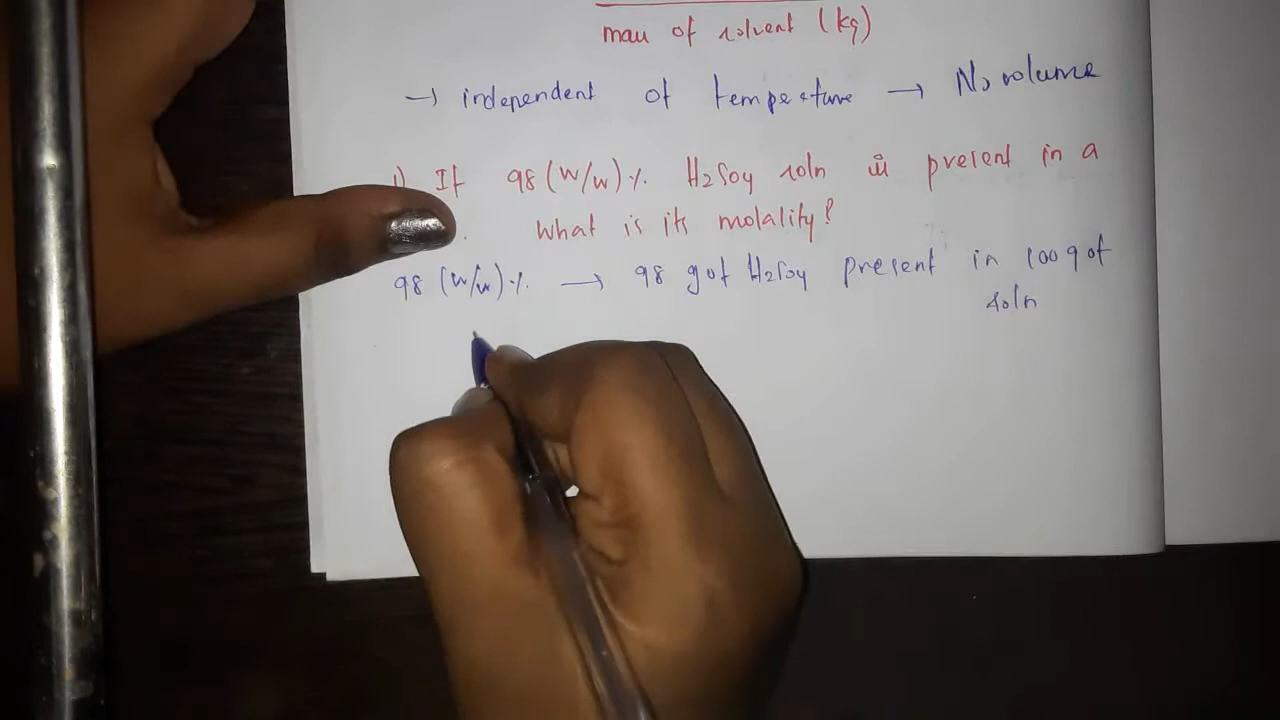 mass of solvent (kg)
→ independent of temperature → No volume
1) If 98 (w/w) % H2SO4 soln is present in a
What is its molality?
98 (w/w) % → 98 g of H2SO4 present in 100 g of
soln